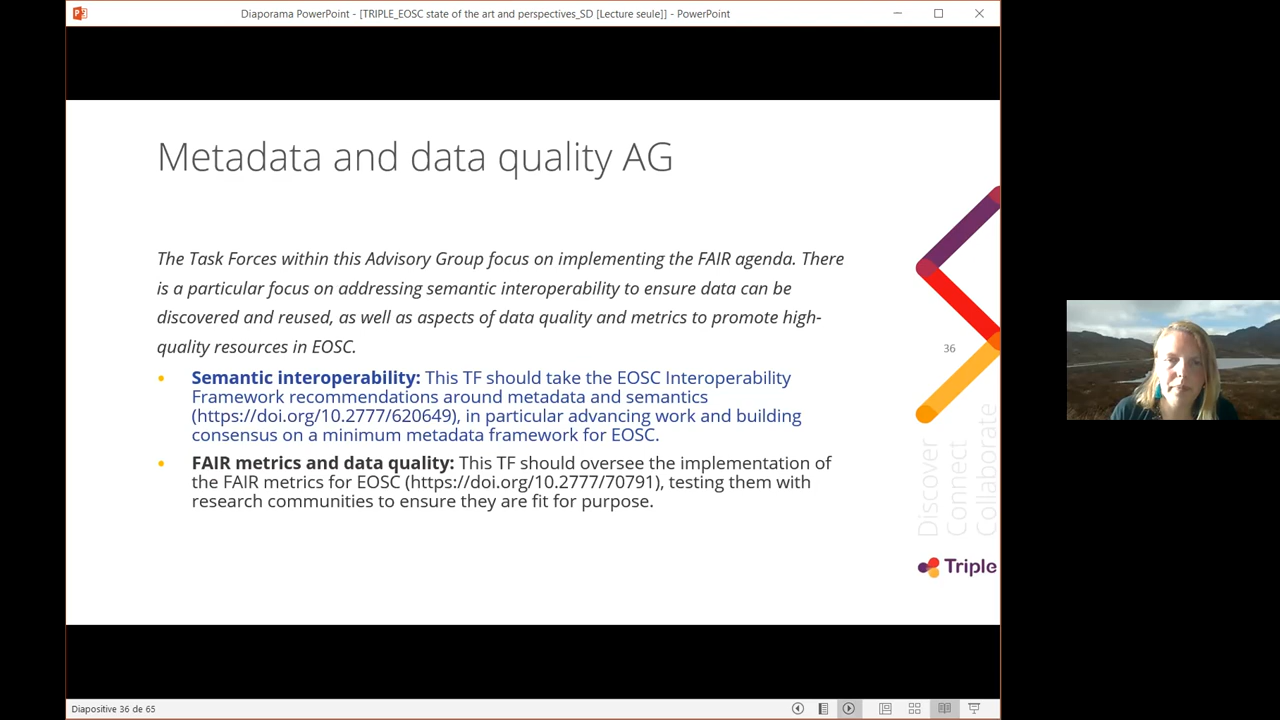 Diaporama PowerPoint - [TRIPLE_EOSC state of the art and perspectives_SD [Lecture seule]] - PowerPoint
Metadata and data quality AG
The Task Forces within this Advisory Group focus on implementing the FAIR agenda. There
is a particular focus on addressing semantic interoperability to ensure data can be
discovered and reused, as well as aspects of data quality and metrics to promote high-
quality resources in EOSC.
36
• Semantic interoperability: This TF should take the EOSC Interoperability
Framework recommendations around metadata and semantics
(https://doi.org/10.2777/620649), in particular advancing work and building
consensus on a minimum metadata framework for EOSC.
• FAIR metrics and data quality: This TF should oversee the implementation of
the FAIR metrics for EOSC (https://doi.org/10.2777/70791), testing them with
research communities to ensure they are fit for purpose.
Discover
Connect
Collaborate
Triple
Diapositive 36 de 65